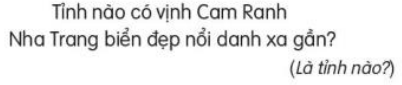 Tỉnh nào có vịnh Cam Ranh
Nha Trang biển đẹp nổi danh xa gần?
(Là tỉnh nào?)